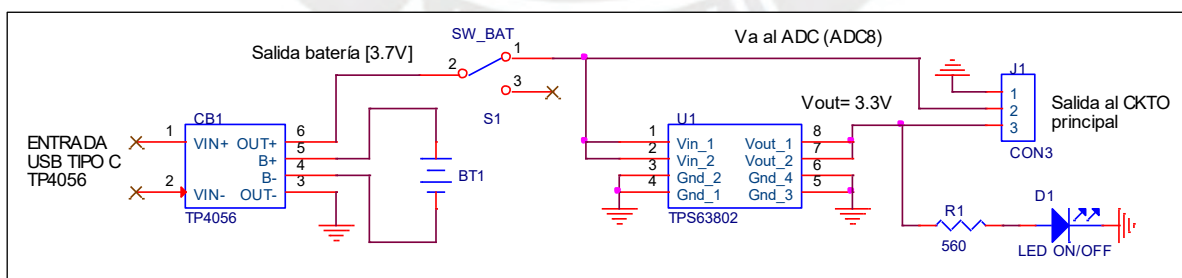 Salida batería [3.7V]
SW_BAT
1
2
3
S1
Va al ADC (ADC8)
J1
1
2
3
CON3
Salida al CKTO
principal
Vout= 3.3V
ENTRADA
USB TIPO C
TP4056
CB1
1
VIN+
OUT+
6
B+
5
B-
4
2
VIN-
OUT-
3
TP4056
BT1
U1
1
Vin_1
Vout_1
8
2
Vin_2
Vout_2
7
3
Gnd_2
Gnd_4
6
4
Gnd_1
Gnd_3
5
TPS63802
R1
560
D1
LED ON/OFF